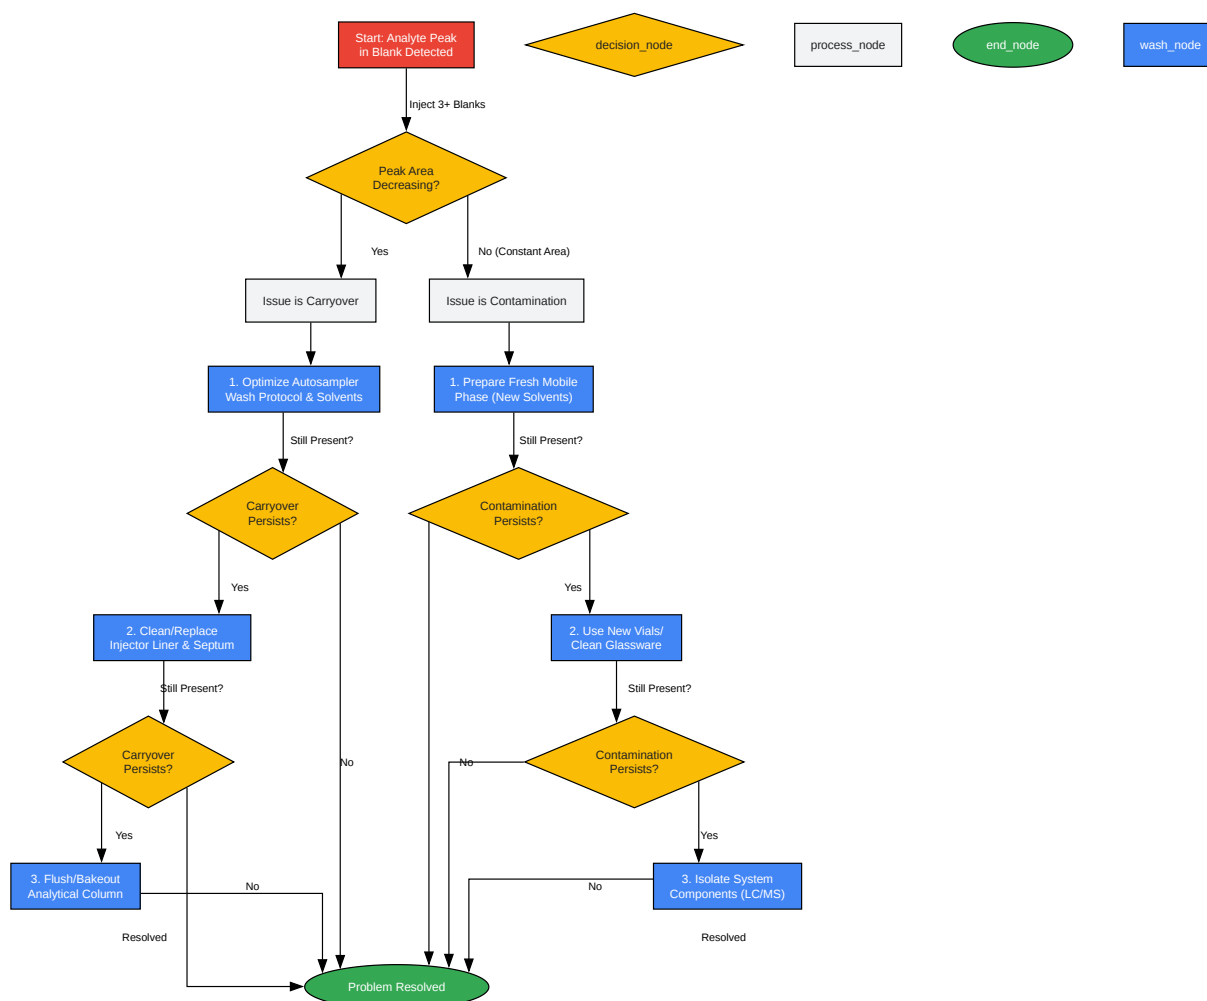 Start: Analyte Peak
in Blank Detected
decision_node
process_node
end_node
wash_node
Inject 3+ Blanks
Peak Area
Decreasing?
Yes
No (Constant Area)
Issue is Carryover
Issue is Contamination
1. Optimize Autosampler
Wash Protocol & Solvents
1. Prepare Fresh Mobile
Phase (New Solvents)
Still Present?
Still Present?
Carryover
Persists?
Contamination
Persists?
Yes
Yes
2. Clean/Replace
Injector Liner & Septum
2. Use New Vials/
Clean Glassware
Still Present?
Still Present?
Carryover
Persists?
No
No
Contamination
Persists?
Yes
Yes
3. Flush/Bakeout
Analytical Column
No
No
3. Isolate System
Components (LC/MS)
Resolved
Resolved
Problem Resolved